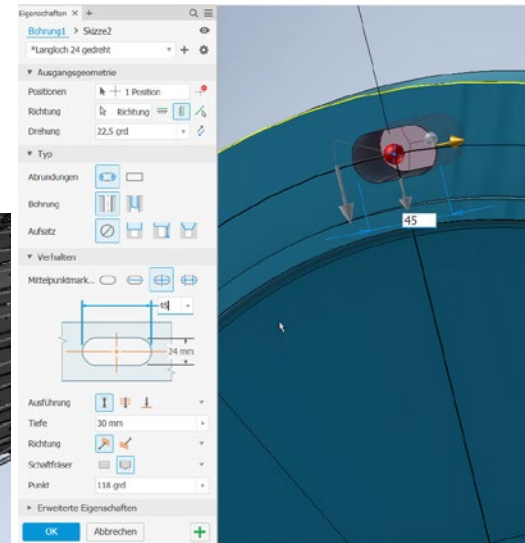 Eigenschaften × +
Bohrung1 > Skizze2
*Langloch 24 gedreht
Ausgangsgeometrie
Positionen 1 Position
Richtung Richtung
Drehung 22,5 grd
Typ
Abrundungen
Bohrung
Aufsatz
Verhalten
Mittelpunktmark...
45
24 mm
Ausführung
Tiefe 30 mm
Richtung
Schaftfräser
Punkt 118 grd
Erweiterte Eigenschaften
OK Abbrechen +
45